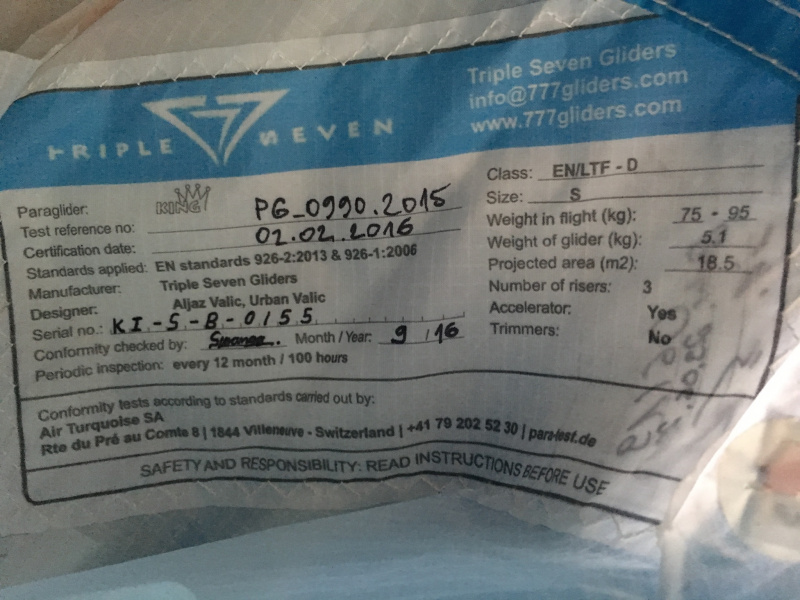 TRIPLE SEVEN
Triple Seven Gliders
info@777gliders.com
www.777gliders.com
Paraglider: KING
Test reference no: PG_0990.2015
Certification date: 02.02.2016
Standards applied: EN standards 926-2:2013 & 926-1:2006
Manufacturer: Triple Seven Gliders
Designer: Aljaz Valic, Urban Valic
Serial no.: KI-S-B-0155
Conformity checked by: Month / Year: 9 / 16
Periodic inspection: every 12 month / 100 hours
Class: EN/LTF - D
Size: S
Weight in flight (kg): 75 - 95
Weight of glider (kg): 5.1
Projected area (m2): 18.5
Number of risers: 3
Accelerator: Yes
Trimmers: No
Conformity tests according to standards carried out by:
Air Turquoise SA
Rte du Pré au Comte 8 | 1844 Villeneuve - Switzerland | +41 79 202 52 30 | para-test.de
SAFETY AND RESPONSIBILITY: READ INSTRUCTIONS BEFORE USE